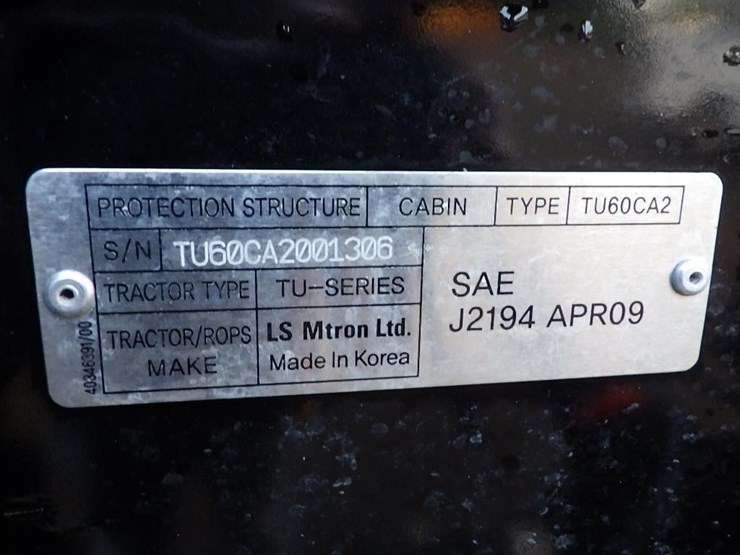 PROTECTION STRUCTURE CABIN TYPE TU60CA2
S/N TU60CA2001306
TRACTOR TYPE TU-SERIES
SAE
J2194 APR09
TRACTOR/ROPS MAKE
LS Mtron Ltd.
Made In Korea
40346391/00